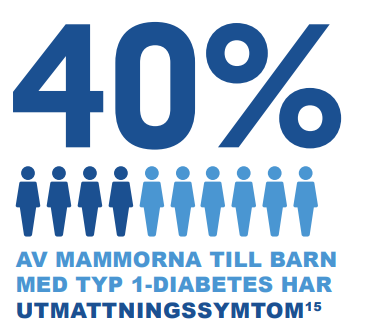 40%
AV MAMMORNA TILL BARN
MED TYP 1-DIABETES HAR
UTMATTNINGSSYMTOM¹⁵